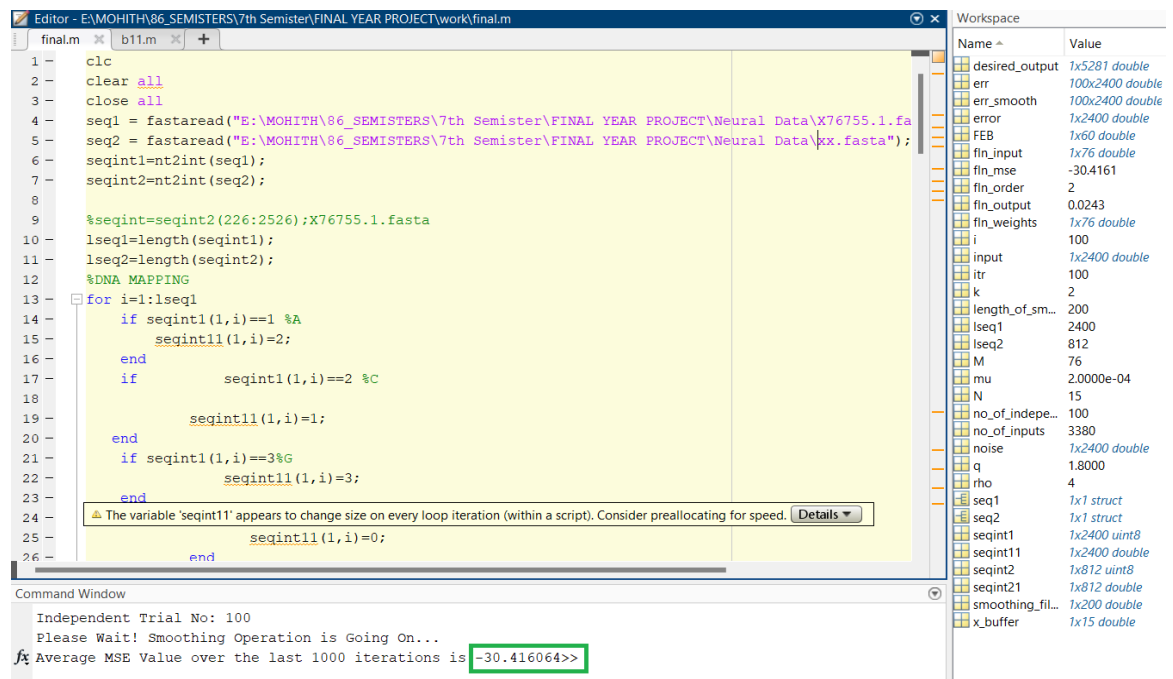 Editor - E:\MOHITH\86_SEMISTERS\7th Semister\FINAL YEAR PROJECT\work\final.m
final.m b11.m +
1 - clc
2 - clear all
3 - close all
4 - seq1 = fastaread("E:\MOHITH\86_SEMISTERS\7th Semister\FINAL YEAR PROJECT\Neural Data\X76755.1.fa
5 - seq2 = fastaread("E:\MOHITH\86_SEMISTERS\7th Semister\FINAL YEAR PROJECT\Neural Data\xx.fasta");
6 - seqint1=nt2int(seq1);
7 - seqint2=nt2int(seq2);
8
9 %seqint=seqint2(226:2526);X76755.1.fasta
10 - lseq1=length(seqint1);
11 - lseq2=length(seqint2);
12 %DNA MAPPING
13 - for i=1:lseq1
14 - if seqint1(1,i)==1 %A
15 - seqint11(1,i)=2;
16 - end
17 - if seqint1(1,i)==2 %C
18
19 - seqint11(1,i)=1;
20 - end
21 - if seqint1(1,i)==3%G
22 - seqint11(1,i)=3;
23 - end
24 - The variable 'seqint11' appears to change size on every loop iteration (within a script). Consider preallocating for speed. Details
25 - seqint11(1,i)=0;
26 - end
Command Window
Independent Trial No: 100
Please Wait! Smoothing Operation is Going On...
fx Average MSE Value over the last 1000 iterations is -30.416064>>
Workspace
Name Value
desired_output 1x5281 double
err 100x2400 double
err_smooth 100x2400 double
error 1x2400 double
FEB 1x60 double
fln_input 1x76 double
fln_mse -30.4161
fln_order 2
fln_output 0.0243
fln_weights 1x76 double
i 100
input 1x2400 double
itr 100
k 2
length_of_sm... 200
lseq1 2400
lseq2 812
M 76
mu 2.0000e-04
N 15
no_of_indepe... 100
no_of_inputs 3380
noise 1x2400 double
q 1.8000
rho 4
seq1 1x1 struct
seq2 1x1 struct
seqint1 1x2400 uint8
seqint11 1x2400 double
seqint2 1x812 uint8
seqint21 1x812 double
smoothing_fil... 1x200 double
x_buffer 1x15 double